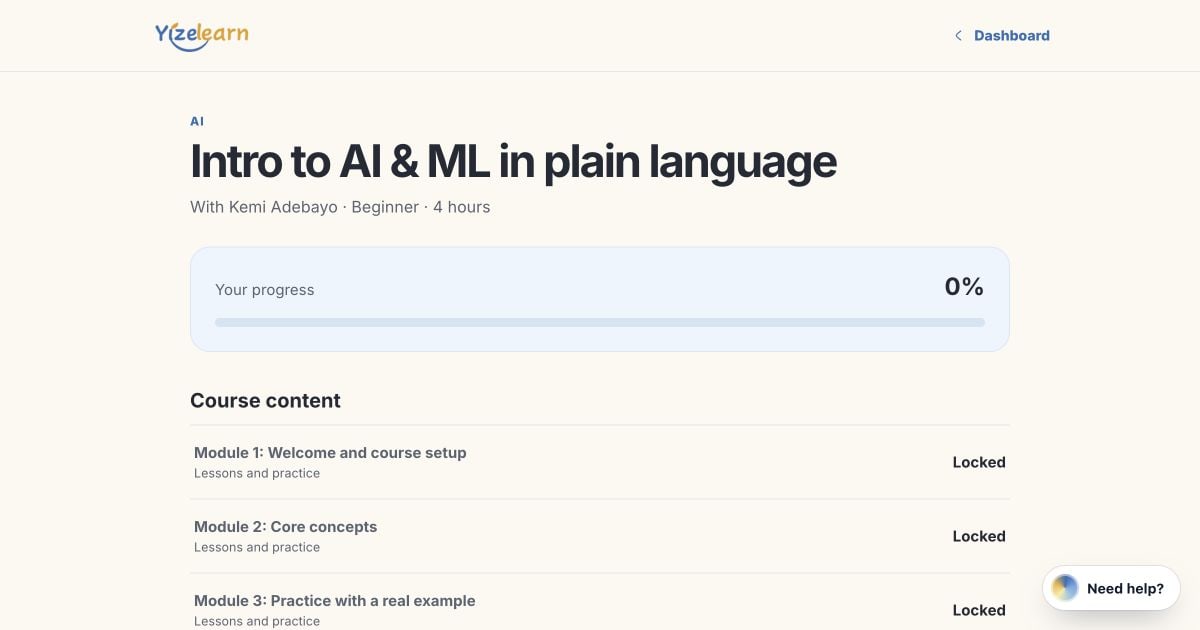 Yizelearn
Dashboard
AI
Intro to AI & ML in plain language
With Kemi Adebayo · Beginner · 4 hours
Your progress
0%
Course content
Module 1: Welcome and course setup
Lessons and practice
Locked
Module 2: Core concepts
Lessons and practice
Locked
Module 3: Practice with a real example
Lessons and practice
Locked
Need help?